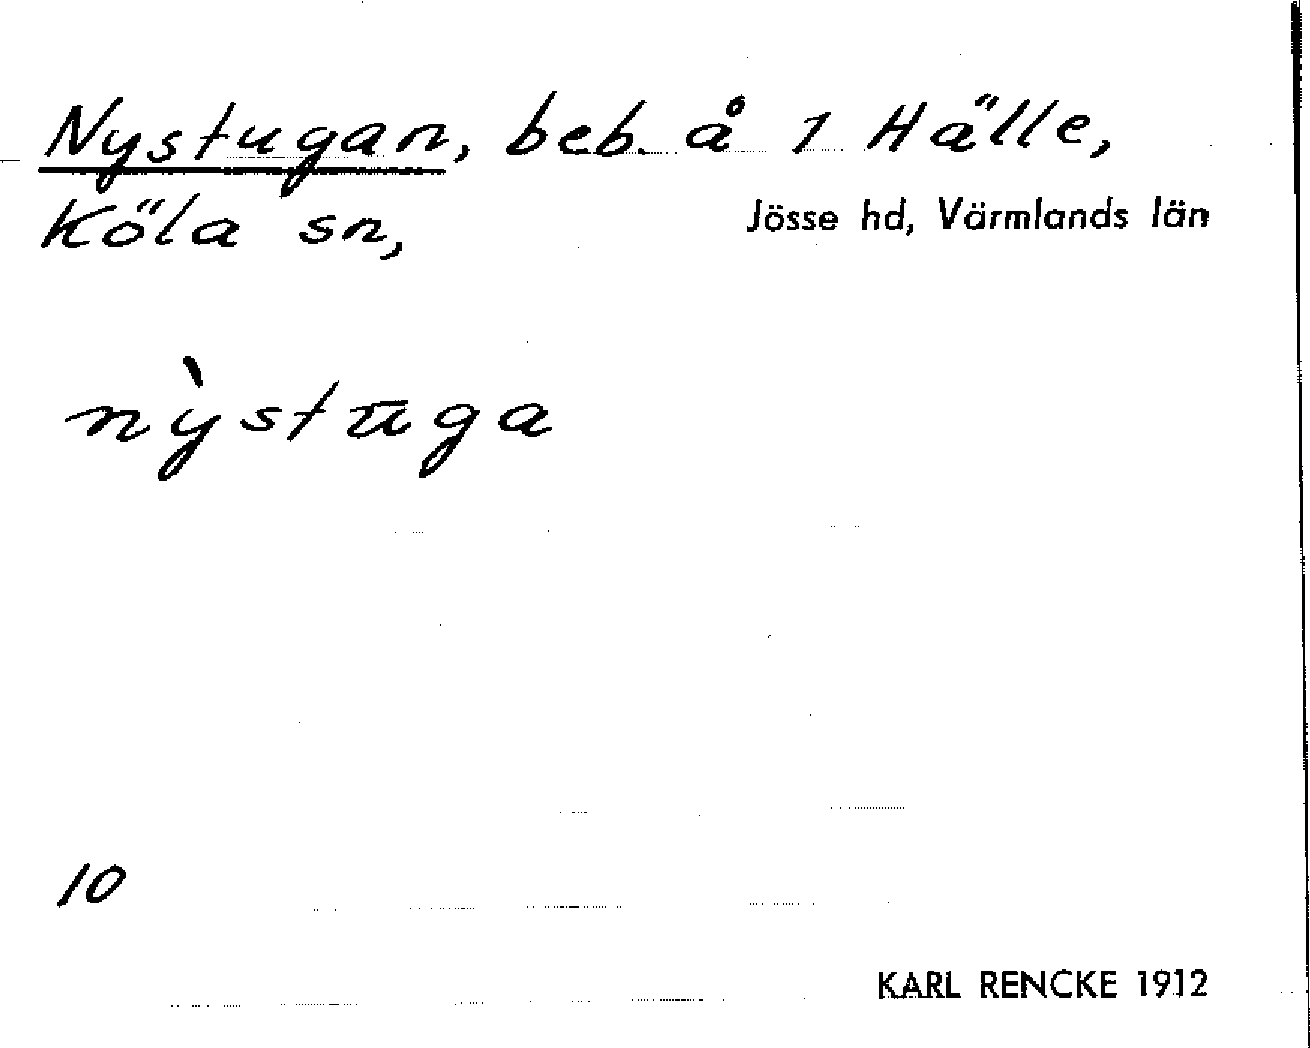 Nystugan, beb. å 1 Hälle,
Köla sn, Jösse hd, Värmlands län
nỳstūga
10
KARL RENCKE 1912